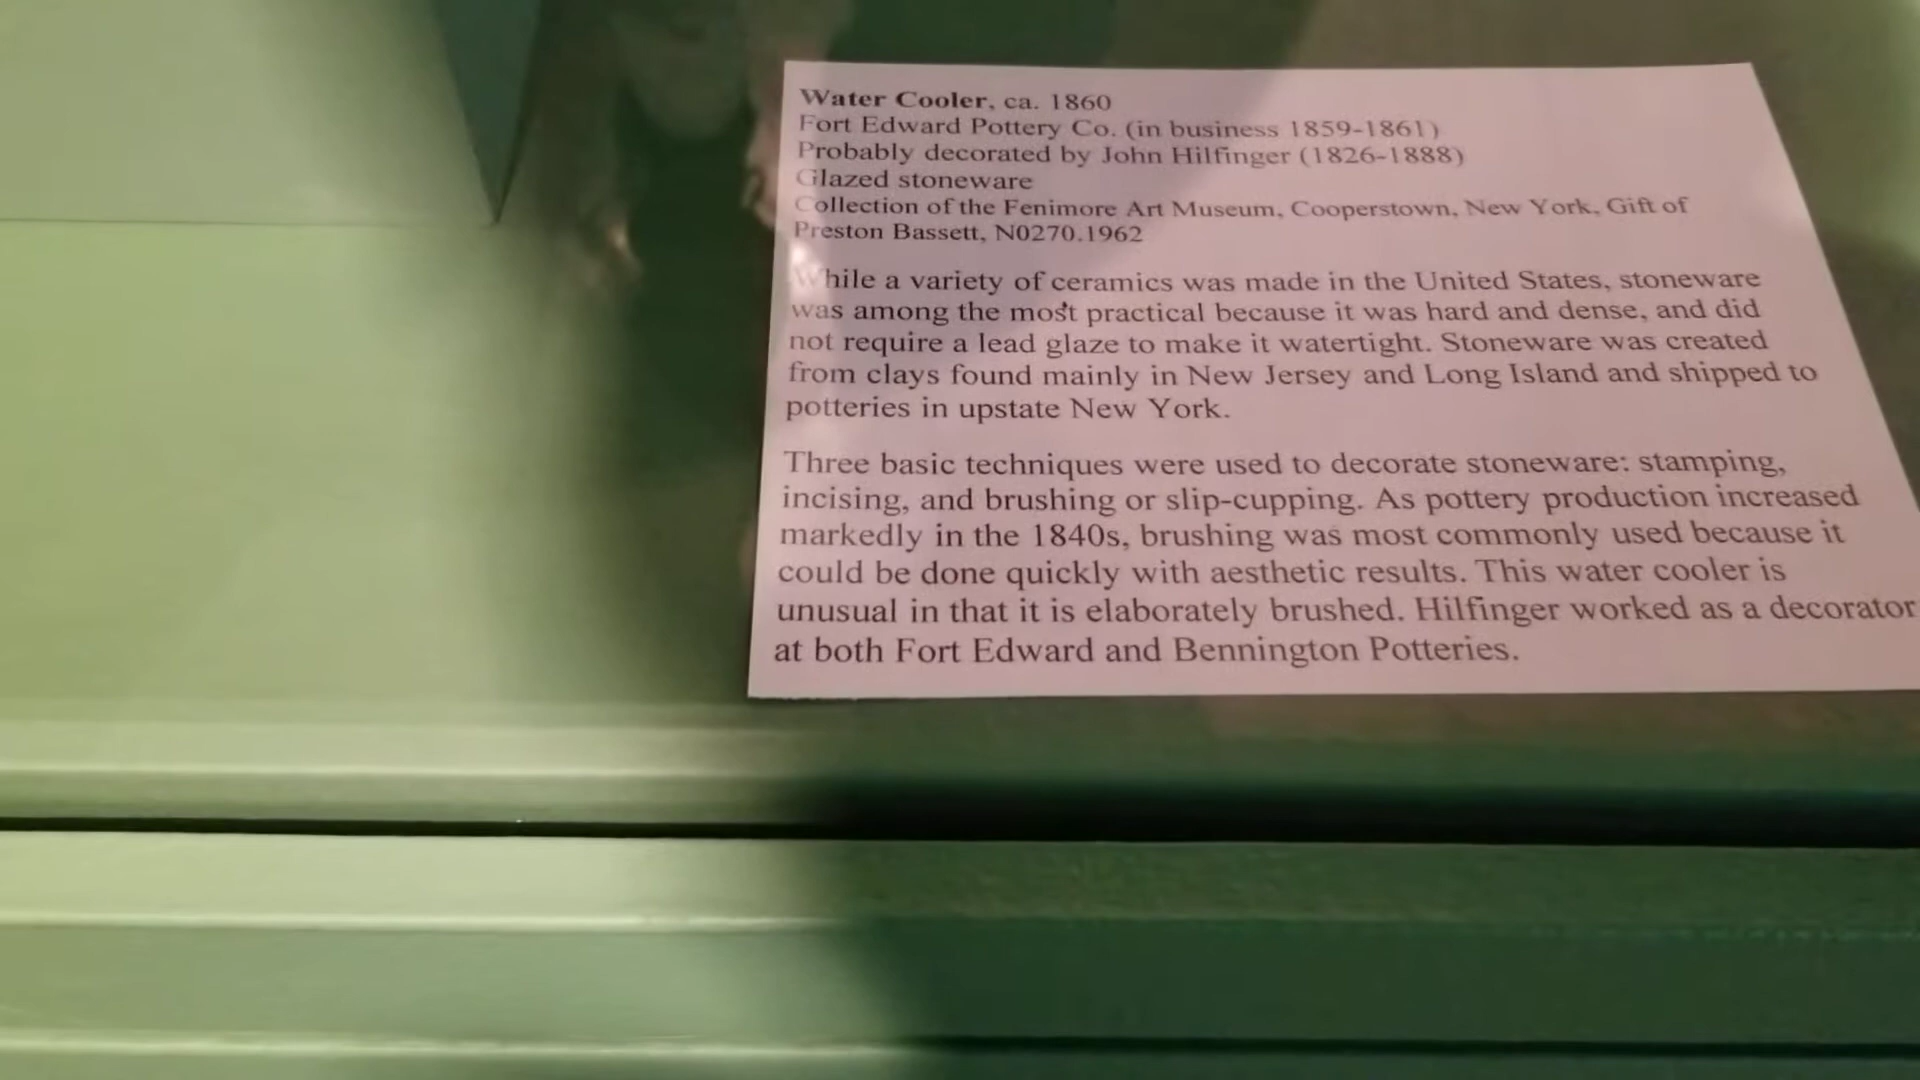 Water Cooler, ca. 1860
Fort Edward Pottery Co. (in business 1859-1861)
Probably decorated by John Hilfinger (1826-1888)
Glazed stoneware
Collection of the Fenimore Art Museum, Cooperstown, New York, Gift of
Preston Bassett, N0270.1962
While a variety of ceramics was made in the United States, stoneware
was among the most practical because it was hard and dense, and did
not require a lead glaze to make it watertight. Stoneware was created
from clays found mainly in New Jersey and Long Island and shipped to
potteries in upstate New York.
Three basic techniques were used to decorate stoneware: stamping,
incising, and brushing or slip-cupping. As pottery production increased
markedly in the 1840s, brushing was most commonly used because it
could be done quickly with aesthetic results. This water cooler is
unusual in that it is elaborately brushed. Hilfinger worked as a decorator
at both Fort Edward and Bennington Potteries.